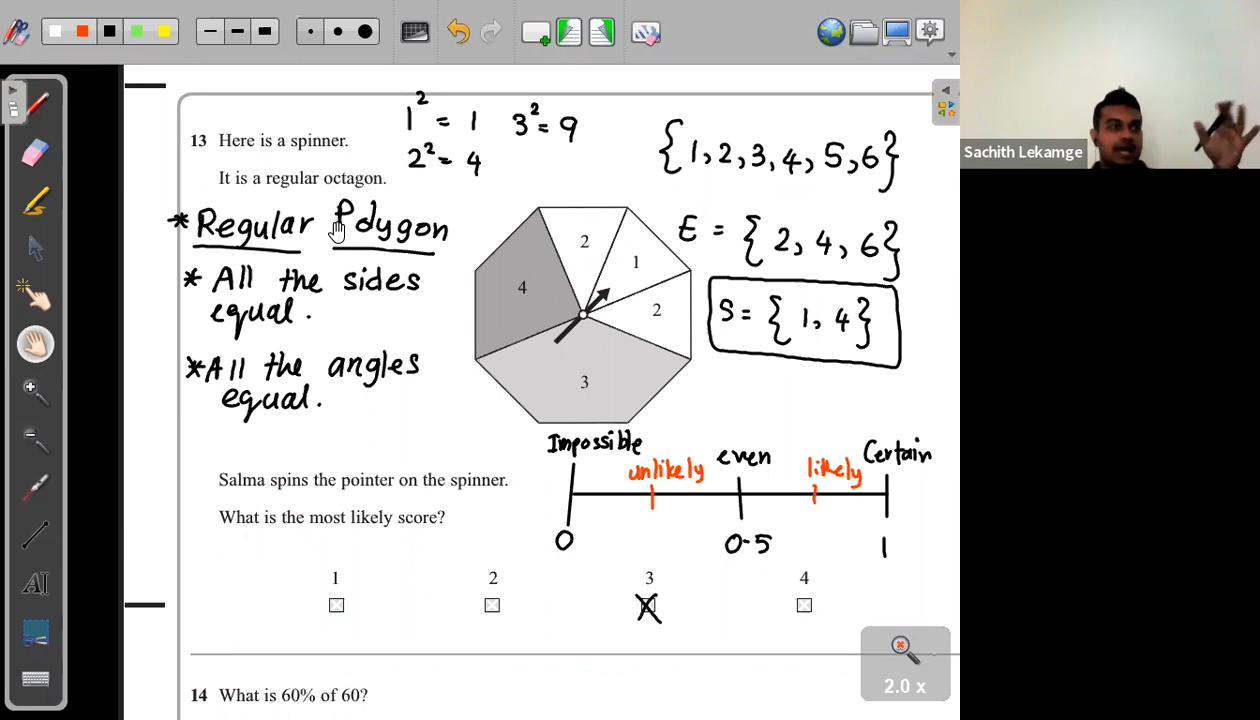 13 Here is a spinner.
It is a regular octagon.
1² = 1 3² = 9
2² = 4
* Regular Polygon
* All the sides
equal.
* All the angles
equal.
2
1
2
3
4
{1, 2, 3, 4, 5, 6}
E = {2, 4, 6}
S = {1, 4}
Impossible unlikely even likely Certain
0 0.5 1
Salma spins the pointer on the spinner.
What is the most likely score?
1 2 3 4
14 What is 60% of 60?
2.0 x
Sachith Lekamge